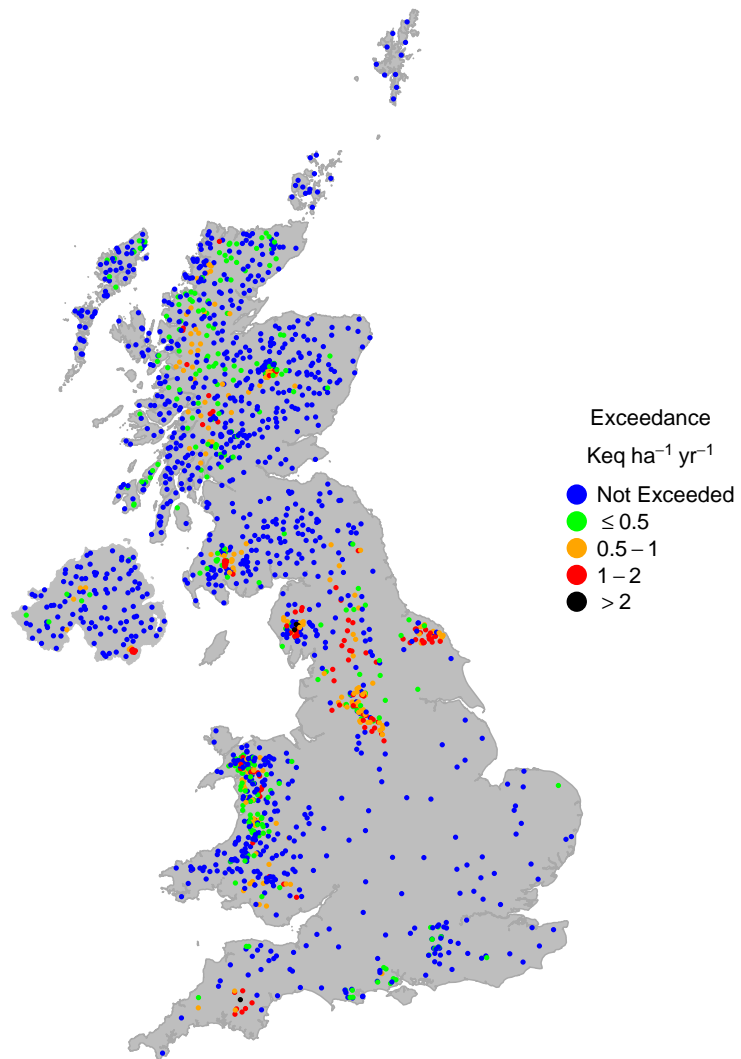 Exceedance
Keq ha⁻¹ yr⁻¹
Not Exceeded
≤ 0.5
0.5 – 1
1 – 2
> 2